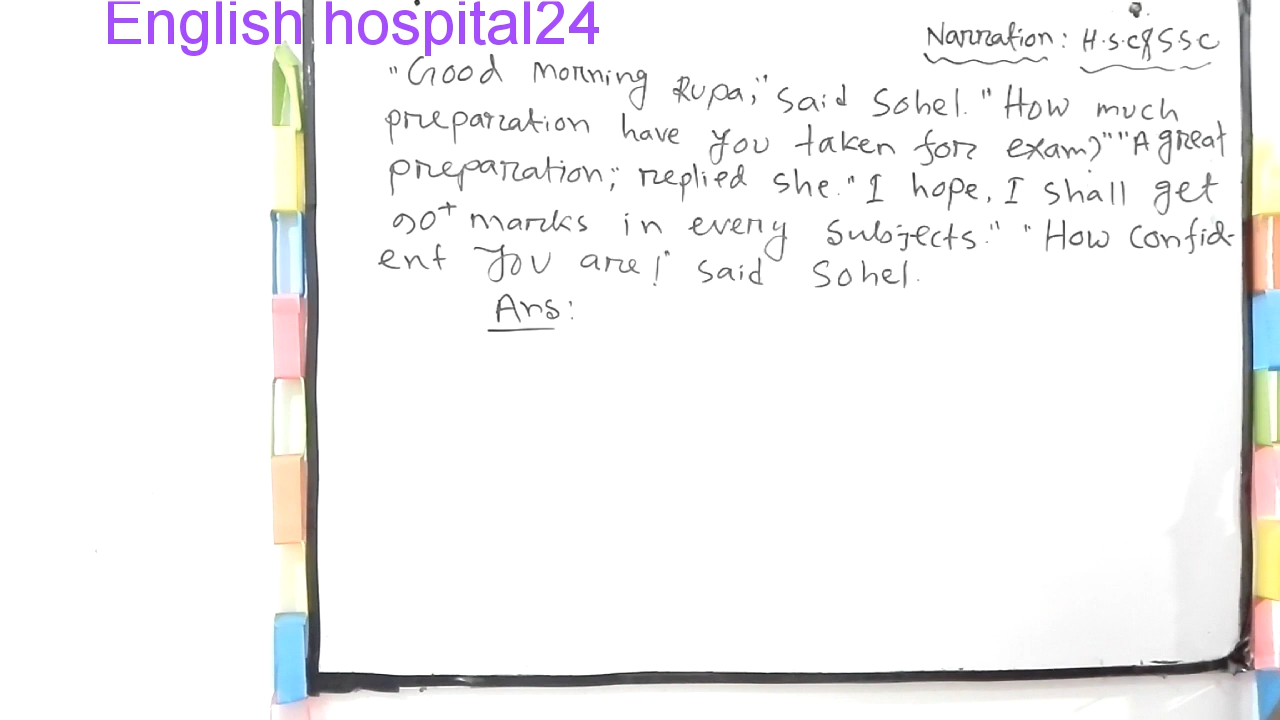 English hospital24
Narration: H.S.C & S.S.C
"Good morning Rupa," said Sohel. "How much
preparation have you taken for exam?" "A great
preparation," replied she. "I hope, I shall get
90+ marks in every subjects." "How confid-
ent you are!" said Sohel.
Ans: